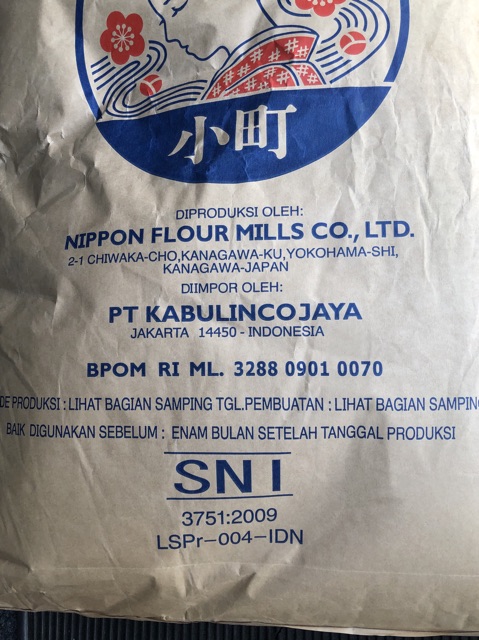 小町
DIPRODUKSI OLEH:
NIPPON FLOUR MILLS CO., LTD.
2-1 CHIWAKA-CHO,KANAGAWA-KU,YOKOHAMA-SHI,
KANAGAWA-JAPAN
DIIMPOR OLEH:
PT KABULINCOJAYA
JAKARTA 14450 - INDONESIA
BPOM RI ML. 3288 0901 0070
DE PRODUKSI : LIHAT BAGIAN SAMPING TGL.PEMBUATAN : LIHAT BAGIAN SAMPING
BAIK DIGUNAKAN SEBELUM : ENAM BULAN SETELAH TANGGAL PRODUKSI
SNI
3751:2009
LSPr-004-IDN